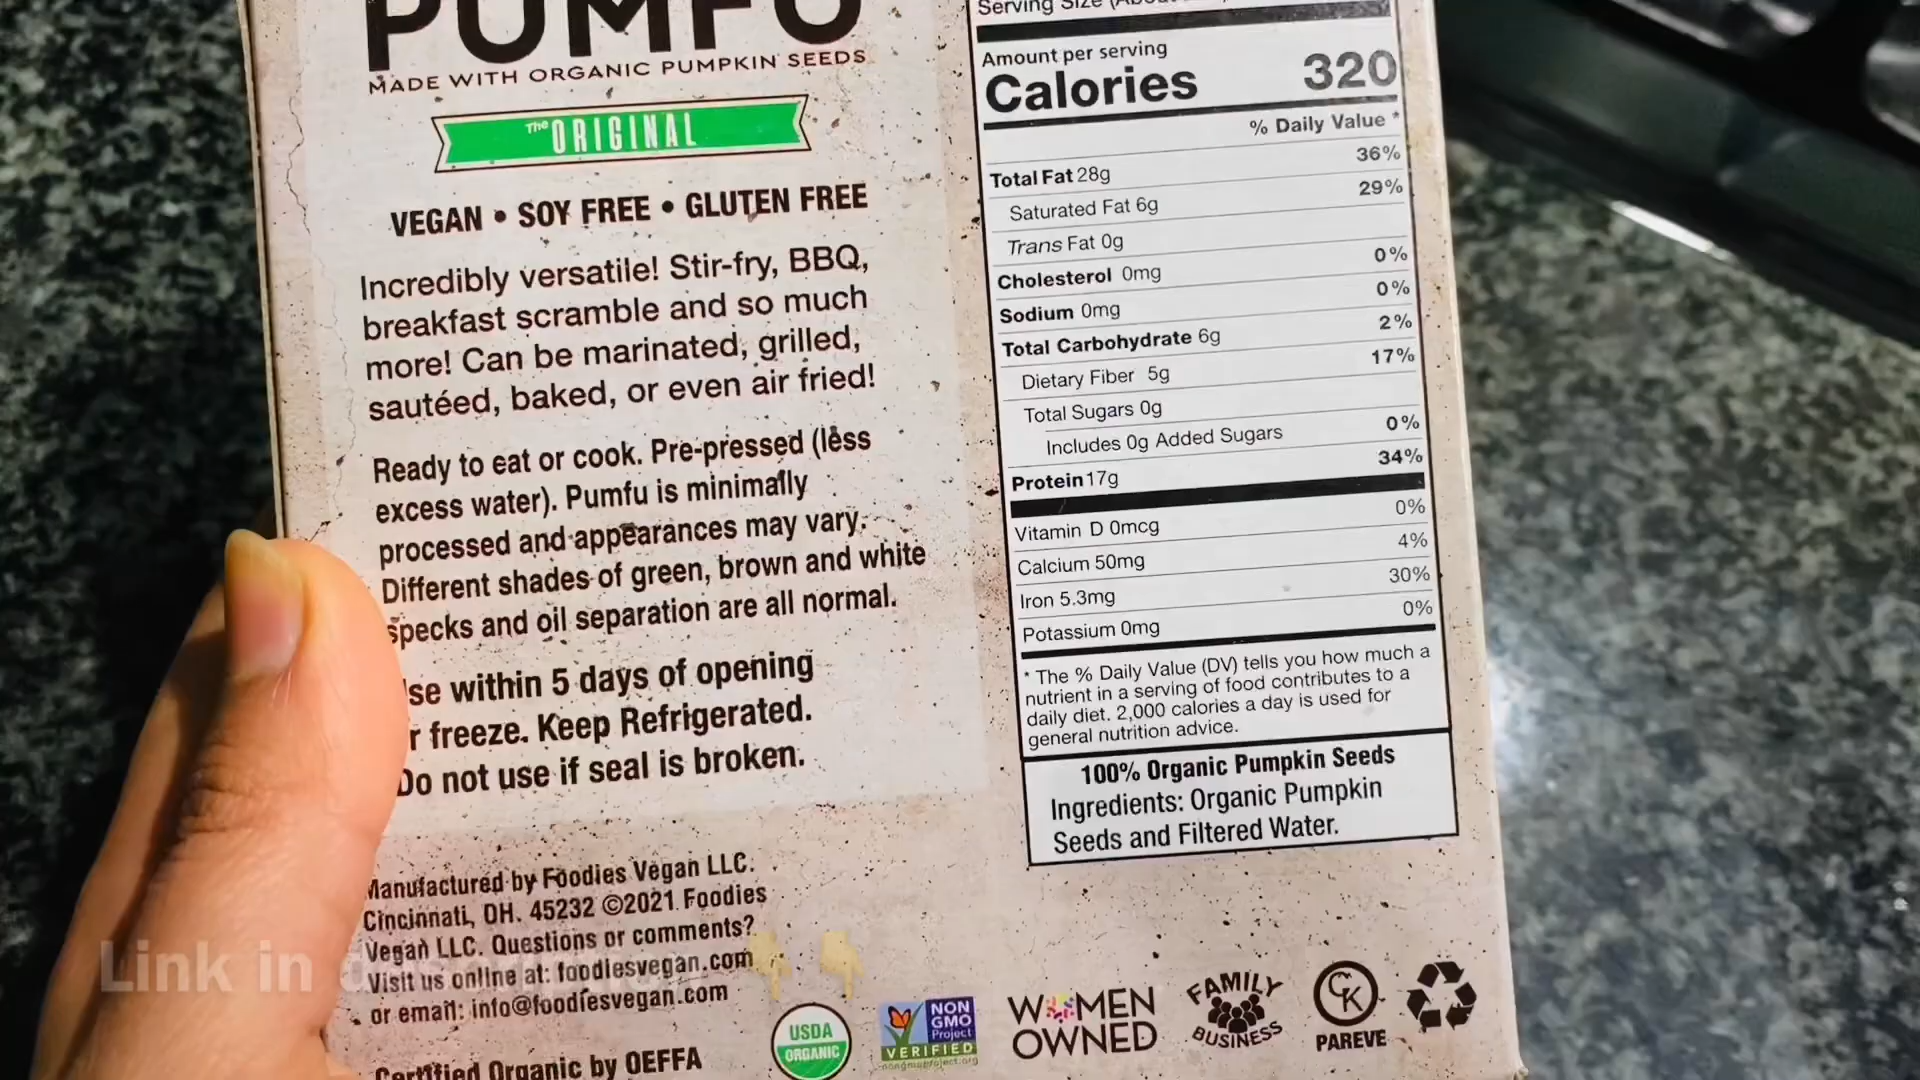 PUMFU
MADE WITH ORGANIC PUMPKIN SEEDS
The ORIGINAL
VEGAN • SOY FREE • GLUTEN FREE
Incredibly versatile! Stir-fry, BBQ,
breakfast scramble and so much
more! Can be marinated, grilled,
sautéed, baked, or even air fried!
Ready to eat or cook. Pre-pressed (less
excess water). Pumfu is minimally
processed and appearances may vary.
Different shades of green, brown and white
specks and oil separation are all normal.
se within 5 days of opening
r freeze. Keep Refrigerated.
Do not use if seal is broken.
Manufactured by Foodies Vegan LLC.
Cincinnati, OH. 45232 ©2021 Foodies
Vegan LLC. Questions or comments?
Visit us online at: foodiesvegan.com
or email: info@foodiesvegan.com
Certified Organic by OEFFA
Link in
Serving Size
Amount per serving
Calories 320
% Daily Value *
Total Fat 28g 36%
Saturated Fat 6g 29%
Trans Fat 0g
Cholesterol 0mg 0%
Sodium 0mg 0%
Total Carbohydrate 6g 2%
Dietary Fiber 5g 17%
Total Sugars 0g
Includes 0g Added Sugars 0%
Protein 17g 34%
Vitamin D 0mcg 0%
Calcium 50mg 4%
Iron 5.3mg 30%
Potassium 0mg 0%
* The % Daily Value (DV) tells you how much a
nutrient in a serving of food contributes to a
daily diet. 2,000 calories a day is used for
general nutrition advice.
100% Organic Pumpkin Seeds
Ingredients: Organic Pumpkin
Seeds and Filtered Water.
USDA
ORGANIC
NON
GMO
Project
VERIFIED
nongmoproject.org
WOMEN
OWNED
FAMILY
BUSINESS
CK
PAREVE